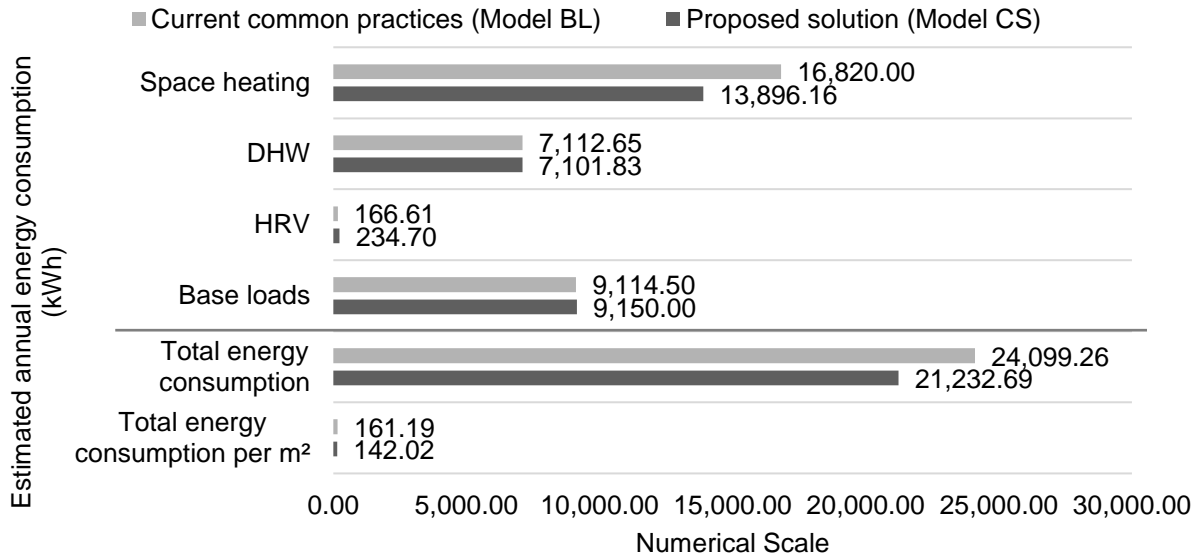 Current common practices (Model BL) Proposed solution (Model CS)
Estimated annual energy consumption
(kWh)
Space heating
16,820.00
13,896.16
DHW
7,112.65
7,101.83
HRV
166.61
234.70
Base loads
9,114.50
9,150.00
Total energy
consumption
24,099.26
21,232.69
Total energy
consumption per m²
161.19
142.02
0.00 5,000.00 10,000.00 15,000.00 20,000.00 25,000.00 30,000.00
Numerical Scale